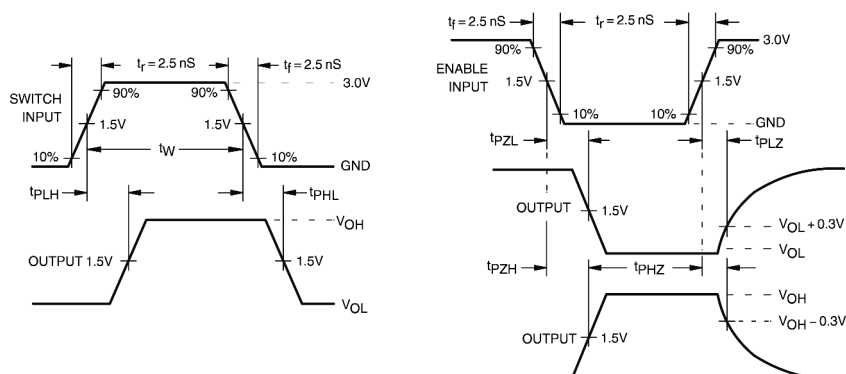 tr = 2.5 nS
tf = 2.5 nS
3.0V
90%
90%
SWITCH
INPUT
1.5V
1.5V
tW
10%
10%
GND
tPLH
tPHL
VOH
OUTPUT 1.5V
1.5V
VOL
tf = 2.5 nS
tr = 2.5 nS
3.0V
90%
90%
ENABLE
INPUT
1.5V
1.5V
10%
10%
GND
tPZL
tPLZ
OUTPUT
1.5V
VOL + 0.3V
VOL
tPZH
tPHZ
VOH
VOH – 0.3V
OUTPUT
1.5V